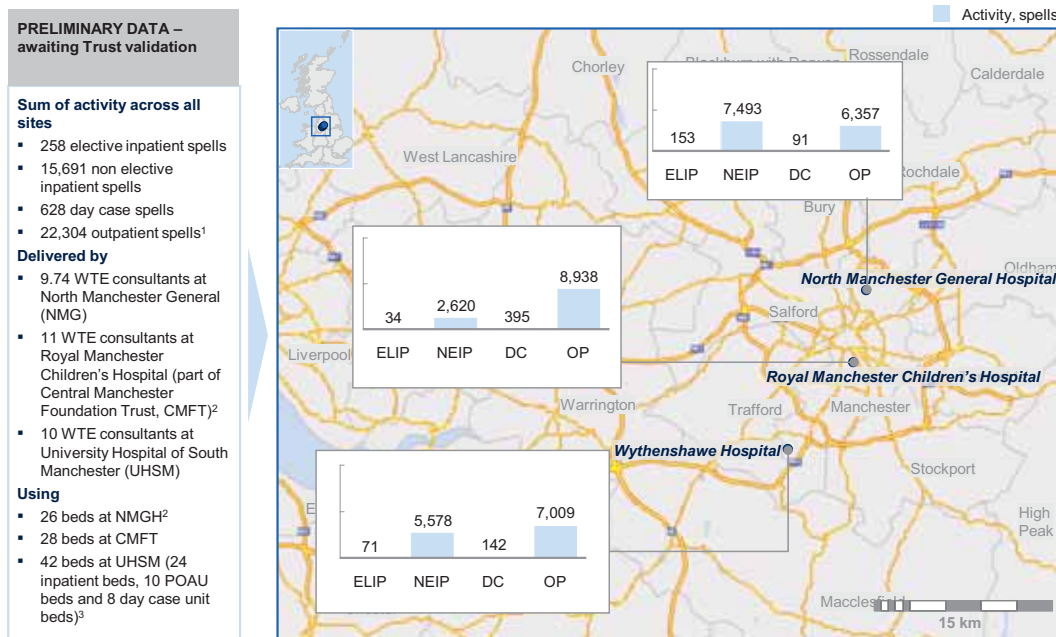 PRELIMINARY DATA –
awaiting Trust validation
Sum of activity across all
sites
▪ 258 elective inpatient spells
▪ 15,691 non elective
inpatient spells
▪ 628 day case spells
▪ 22,304 outpatient spells¹
Delivered by
▪ 9.74 WTE consultants at
North Manchester General
(NMG)
▪ 11 WTE consultants at
Royal Manchester
Children's Hospital (part of
Central Manchester
Foundation Trust, CMFT)²
▪ 10 WTE consultants at
University Hospital of South
Manchester (UHSM)
Using
▪ 26 beds at NMGH²
▪ 28 beds at CMFT
▪ 42 beds at UHSM (24
inpatient beds, 10 POAU
beds and 8 day case unit
beds)³
Activity, spells
Chorley
Rossendale
Calderdale
West Lancashire
153 7,493 91 6,357
ELIP NEIP DC OP
Rochdale
Bury
Oldham
North Manchester General Hospital
Salford
34 2,620 395 8,938
ELIP NEIP DC OP
Liverpool
Royal Manchester Children's Hospital
Warrington
Trafford
Manchester
Wythenshawe Hospital
Stockport
High
Peak
71 5,578 142 7,009
ELIP NEIP DC OP
Macclesfield
15 km